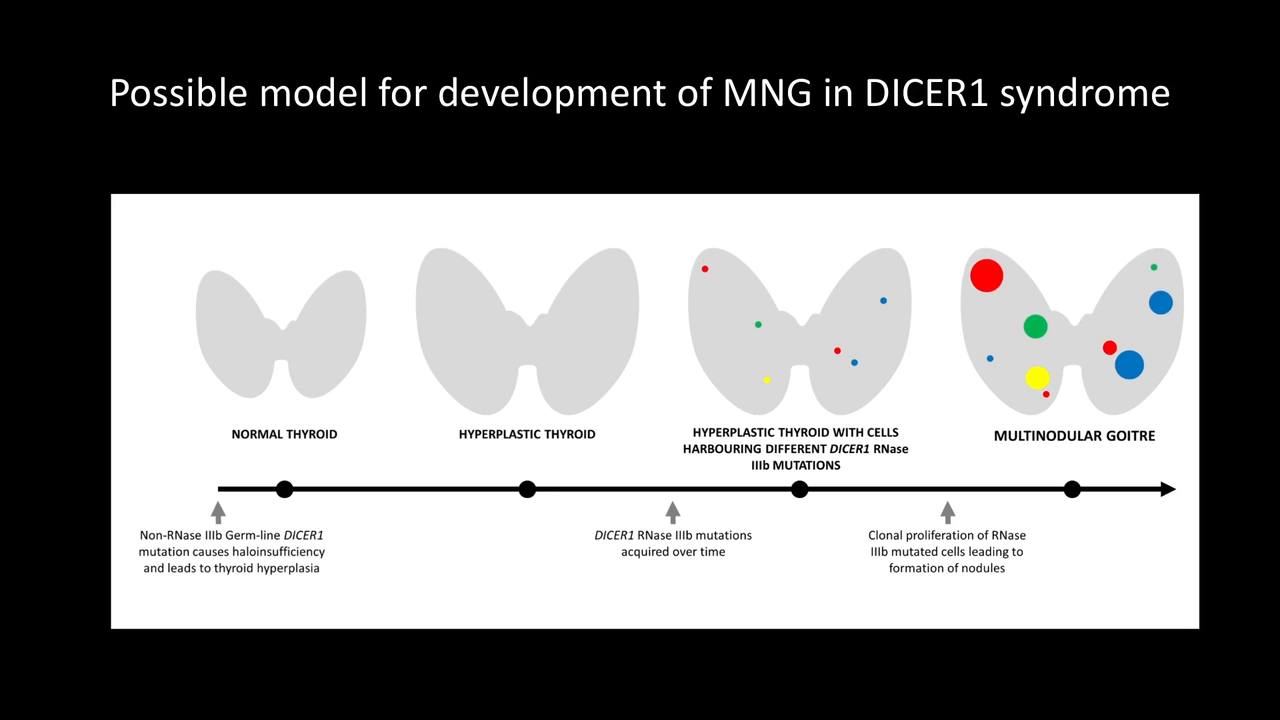 Possible model for development of MNG in DICER1 syndrome
NORMAL THYROID
HYPERPLASTIC THYROID
HYPERPLASTIC THYROID WITH CELLS
HARBOURING DIFFERENT DICER1 RNase
IIIb MUTATIONS
MULTINODULAR GOITRE
Non-RNase IIIb Germ-line DICER1
mutation causes haloinsufficiency
and leads to thyroid hyperplasia
DICER1 RNase IIIb mutations
acquired over time
Clonal proliferation of RNase
IIIb mutated cells leading to
formation of nodules